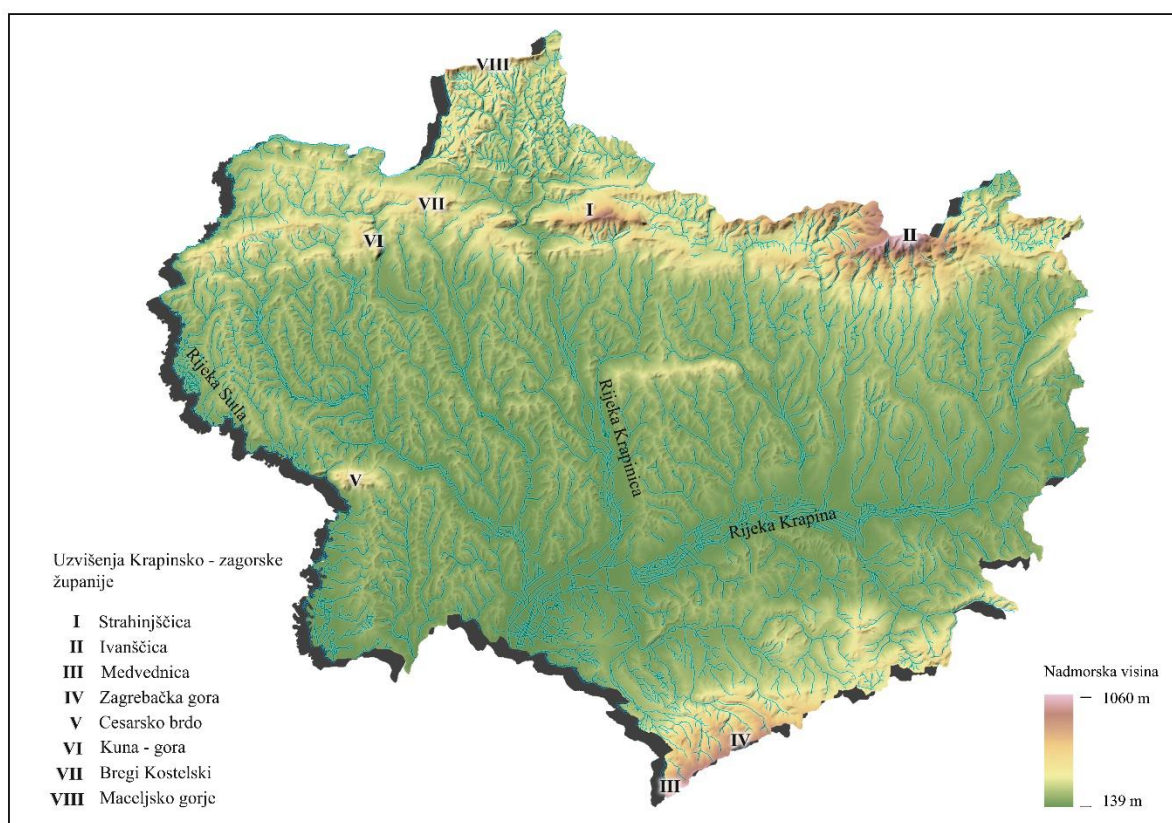 VIII
VII
I
VI
II
Rijeka Sutla
Rijeka Krapinica
V
Rijeka Krapina
IV
III
Uzvišenja Krapinsko - zagorske
županije
I Strahinjščica
II Ivanščica
III Medvednica
IV Zagrebačka gora
V Cesarsko brdo
VI Kuna - gora
VII Bregi Kostelski
VIII Maceljsko gorje
Nadmorska visina
1060 m
139 m